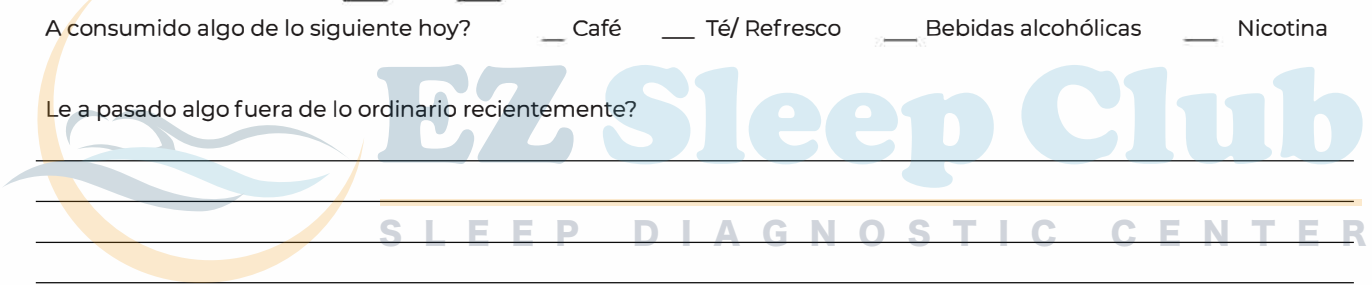 A consumido algo de lo siguiente hoy? __ Café ___ Té/ Refresco ___ Bebidas alcohólicas ___ Nicotina
Le a pasado algo fuera de lo ordinario recientemente?
EZ Sleep Club
SLEEP DIAGNOSTIC CENTER